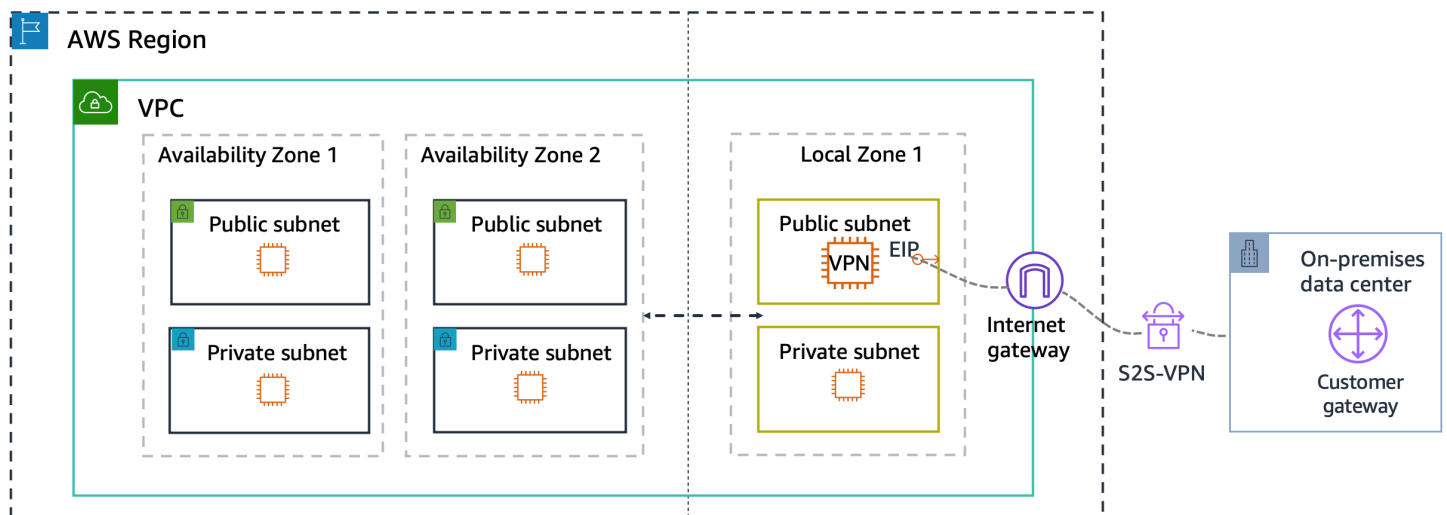 AWS Region
VPC
Availability Zone 1
Public subnet
Private subnet
Availability Zone 2
Public subnet
Private subnet
Local Zone 1
Public subnet
VPN
EIP
Private subnet
Internet
gateway
S2S-VPN
On-premises
data center
Customer
gateway